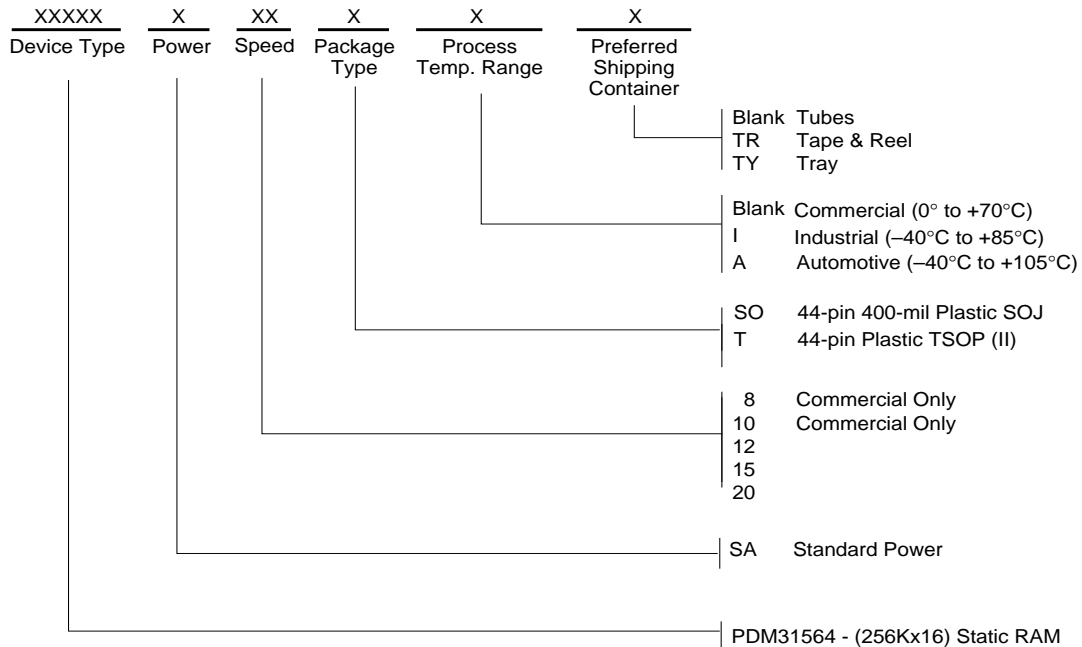 XXXXX X XX X X X
Device Type Power Speed Package Type Process Temp. Range Preferred Shipping Container
Blank Tubes
TR Tape & Reel
TY Tray
Blank Commercial (0° to +70°C)
I Industrial (–40°C to +85°C)
A Automotive (–40°C to +105°C)
SO 44-pin 400-mil Plastic SOJ
T 44-pin Plastic TSOP (II)
8 Commercial Only
10 Commercial Only
12
15
20
SA Standard Power
PDM31564 - (256Kx16) Static RAM